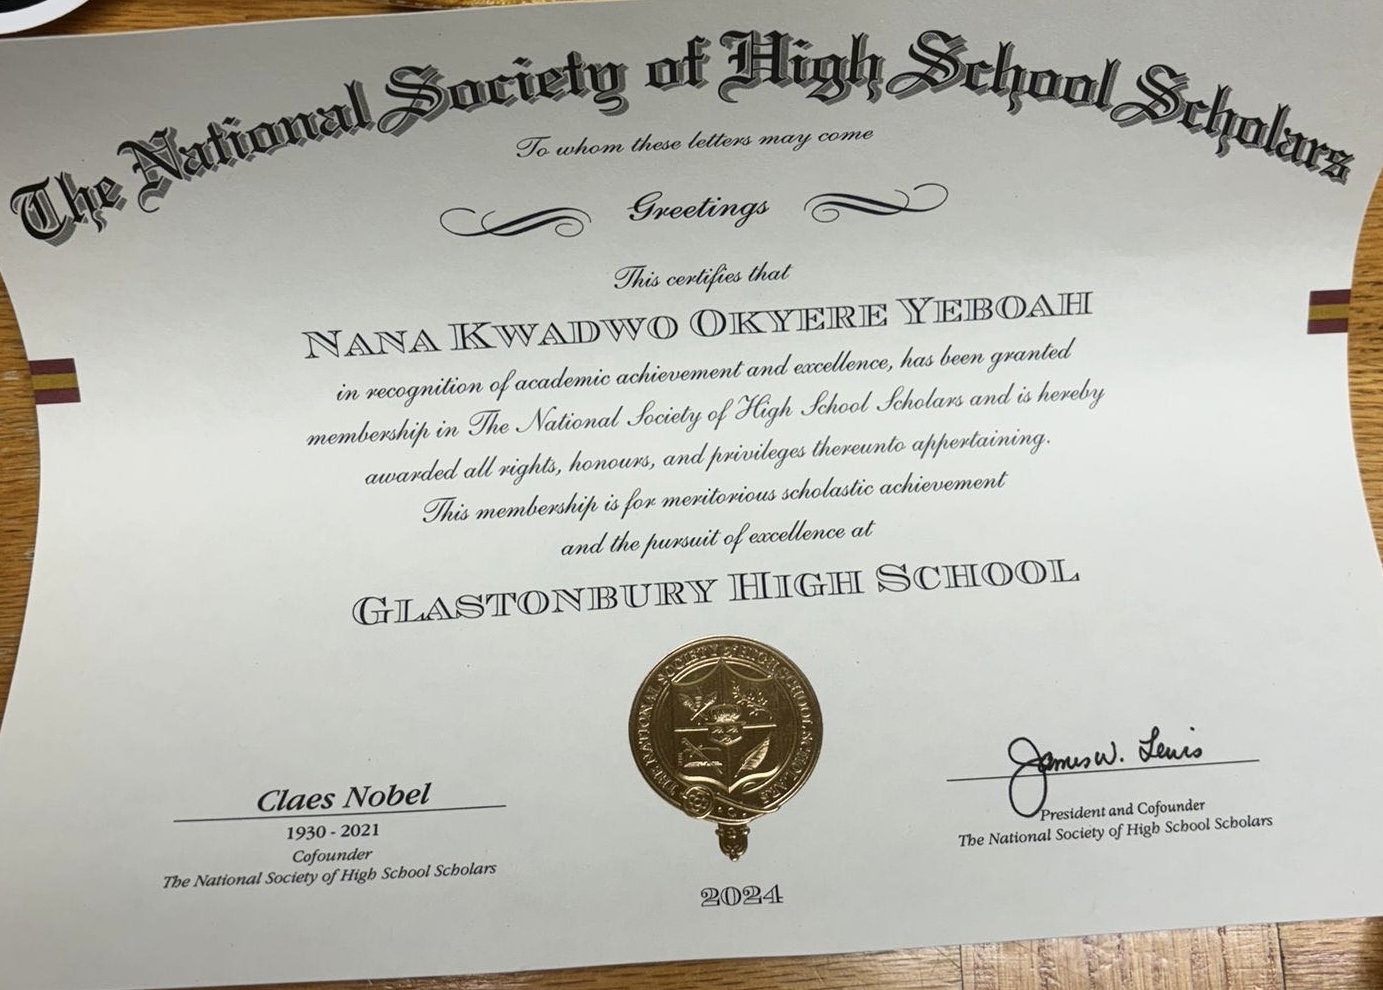 The National Society of High School Scholars
To whom these letters may come
Greetings
This certifies that
NANA KWADWO OKYERE YEBOAH
in recognition of academic achievement and excellence, has been granted
membership in The National Society of High School Scholars and is hereby
awarded all rights, honours, and privileges thereunto appertaining.
This membership is for meritorious scholastic achievement
and the pursuit of excellence at
GLASTONBURY HIGH SCHOOL
THE NATIONAL SOCIETY OF HIGH SCHOOL SCHOLARS
Claes Nobel
1930 - 2021
Cofounder
The National Society of High School Scholars
James W. Lewis
President and Cofounder
The National Society of High School Scholars
2024